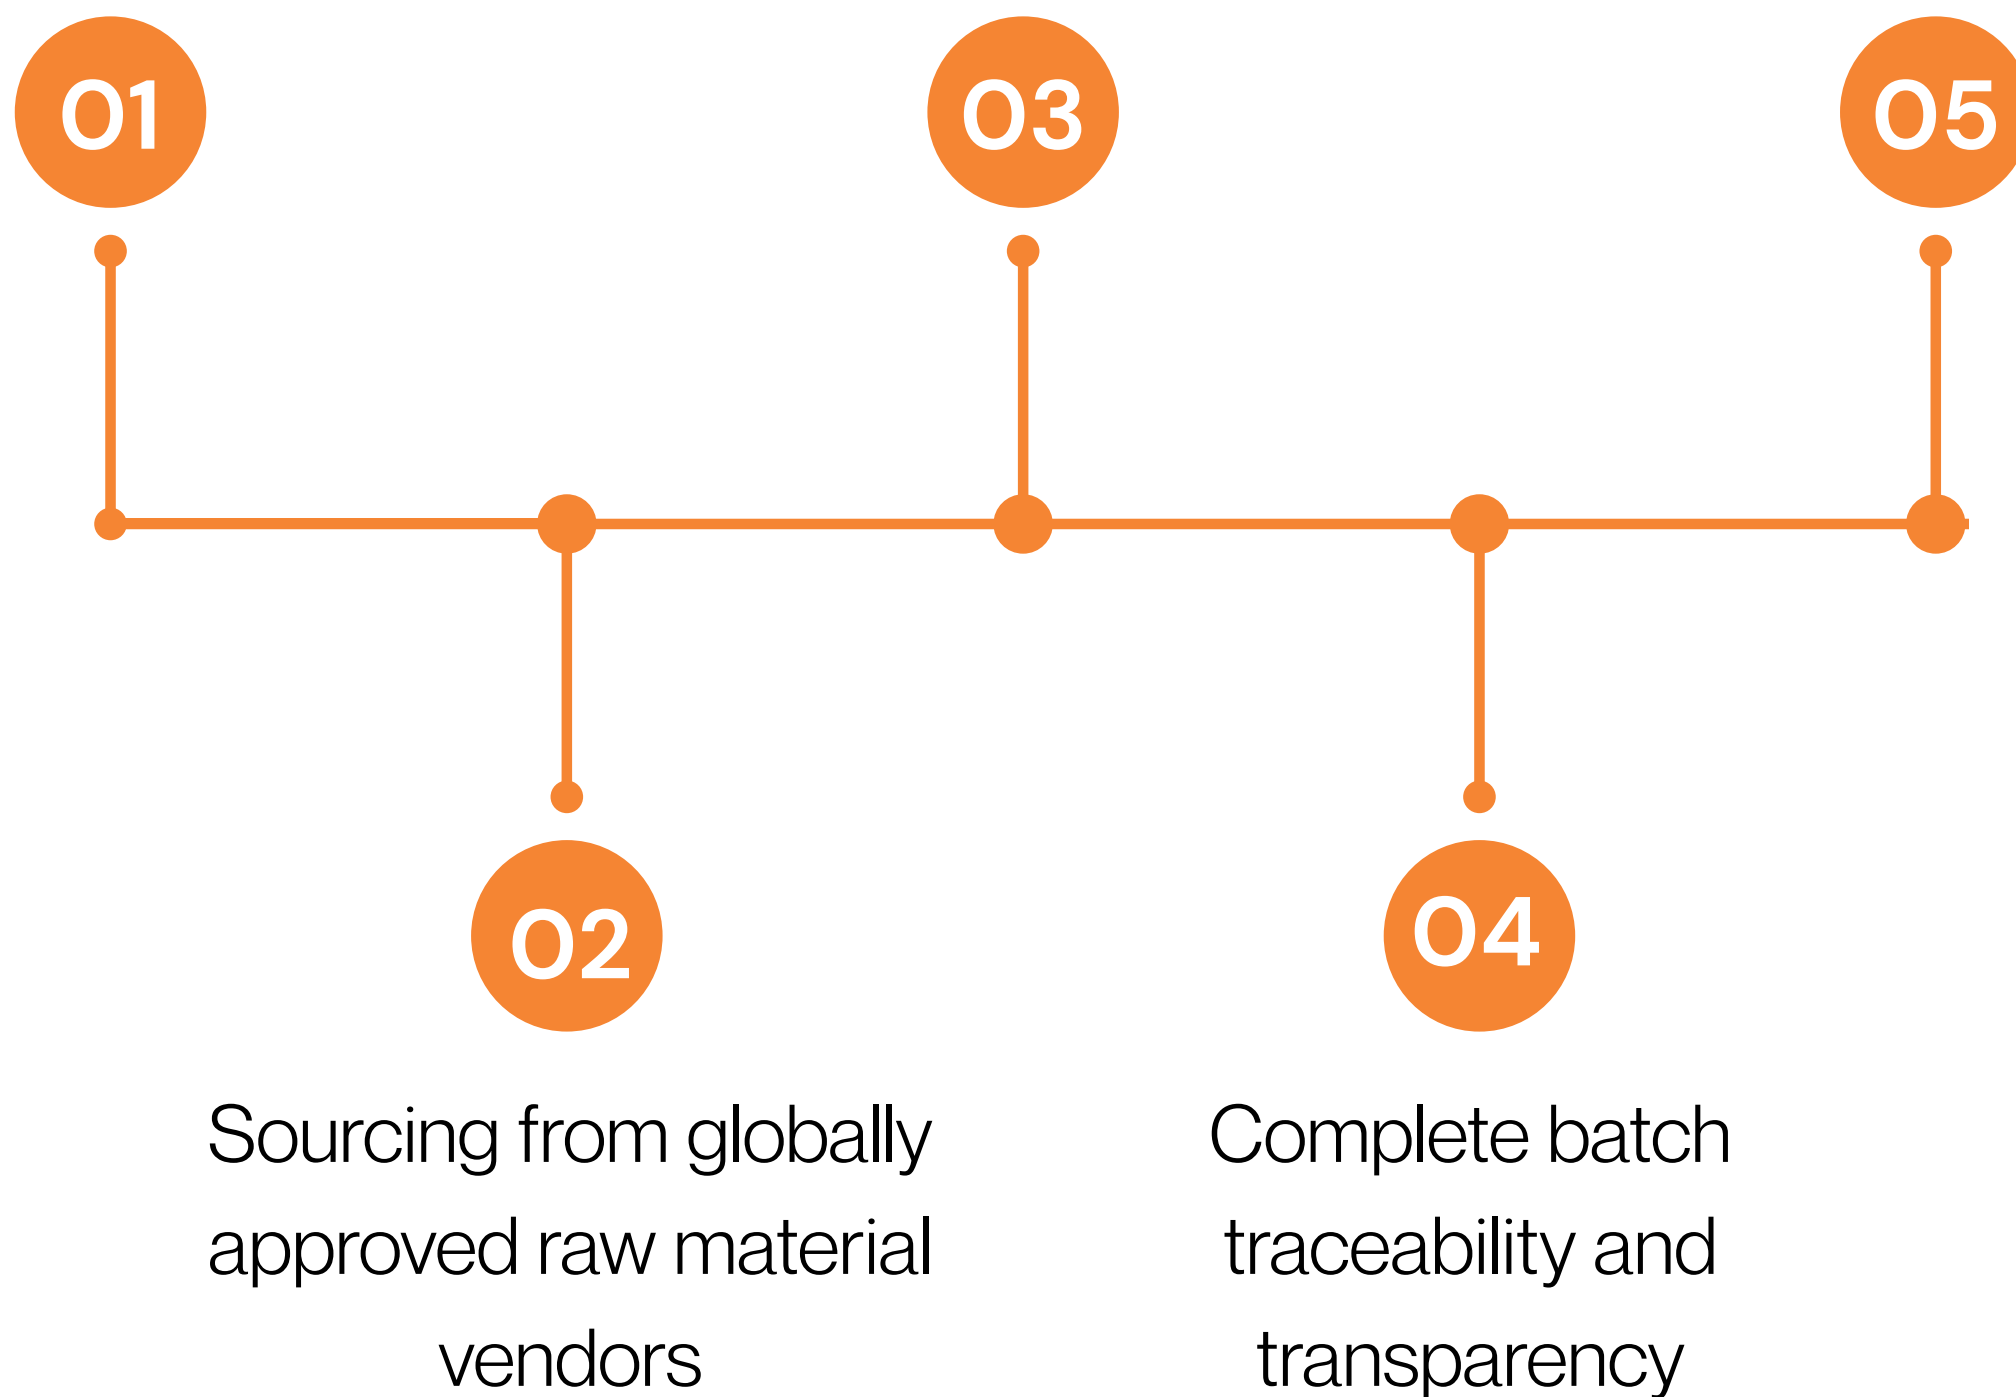 01
03
05
02
04
Sourcing from globally
approved raw material
vendors
Complete batch
traceability and
transparency